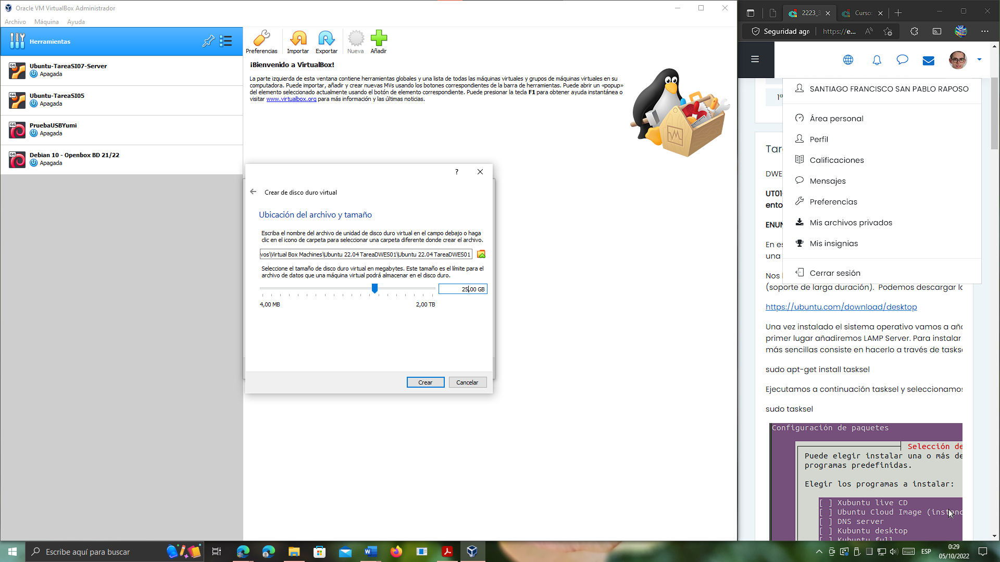 Oracle VM VirtualBox Administrador
Archivo Máquina Ayuda
Herramientas
64
Ubuntu-TareaSI07-Server
Apagada
64
Ubuntu-TareaSI05
Apagada
64
PruebaUSBYumi
Apagada
64
Debian 10 - Openbox BD 21/22
Apagada
Preferencias Importar Exportar Nueva Añadir
¡Bienvenido a VirtualBox!
La parte izquierda de esta ventana contiene herramientas globales y una lista de todas las máquinas virtuales y grupos de máquinas virtuales en su
computadora. Puede importar, añadir y crear nuevas MVs usando los botones correspondientes de la barra de herramientas. Puede abrir un «popup»
del elemento seleccionado actualmente usando el botón de elemento correspondiente. Puede presionar la tecla F1 para obtener ayuda instantánea o
visitar www.virtualbox.org para más información y las últimas noticias.
?
Crear de disco duro virtual
Ubicación del archivo y tamaño
Escriba el nombre del archivo de unidad de disco duro virtual en el campo debajo o haga
clic en el icono de carpeta para seleccionar una carpeta diferente donde crear el archivo.
vos\Virtual Box Machines\Ubuntu 22.04 TareaDWES01\Ubuntu 22.04 TareaDWES01
Seleccione el tamaño de disco duro virtual en megabytes. Este tamaño es el límite para el
archivo de datos que una máquina virtual podrá almacenar en el disco duro.
25,00 GB
4,00 MB 2,00 TB
Crear Cancelar
2223_ Curso:
Seguridad agr https://e...
SANTIAGO FRANCISCO SAN PABLO RAPOSO
1ª
Área personal
Perfil
Tar
Calificaciones
DWE
Mensajes
UT01
Preferencias
ento
Mis archivos privados
ENUN
Mis insignias
En es
una
Cerrar sesión
Nos
(soporte de larga duración). Podemos descargar la
https://ubuntu.com/download/desktop
Una vez instalado el sistema operativo vamos a aña
primer lugar añadiremos LAMP Server. Para instalar
más sencillas consiste en hacerlo a través de taskse
sudo apt-get install tasksel
Ejecutamos a continuación tasksel y seleccionamos
sudo tasksel
Configuración de paquetes
Selección de
Puede elegir instalar una o más de
programas predefinidas.
Elegir los programas a instalar:
[ ] Xubuntu live CD
[ ] Ubuntu Cloud Image (instanc
[ ] DNS server
[ ] Kubuntu desktop
[ ] Kubuntu full
Escribe aquí para buscar
ESP
0:29
05/10/2022